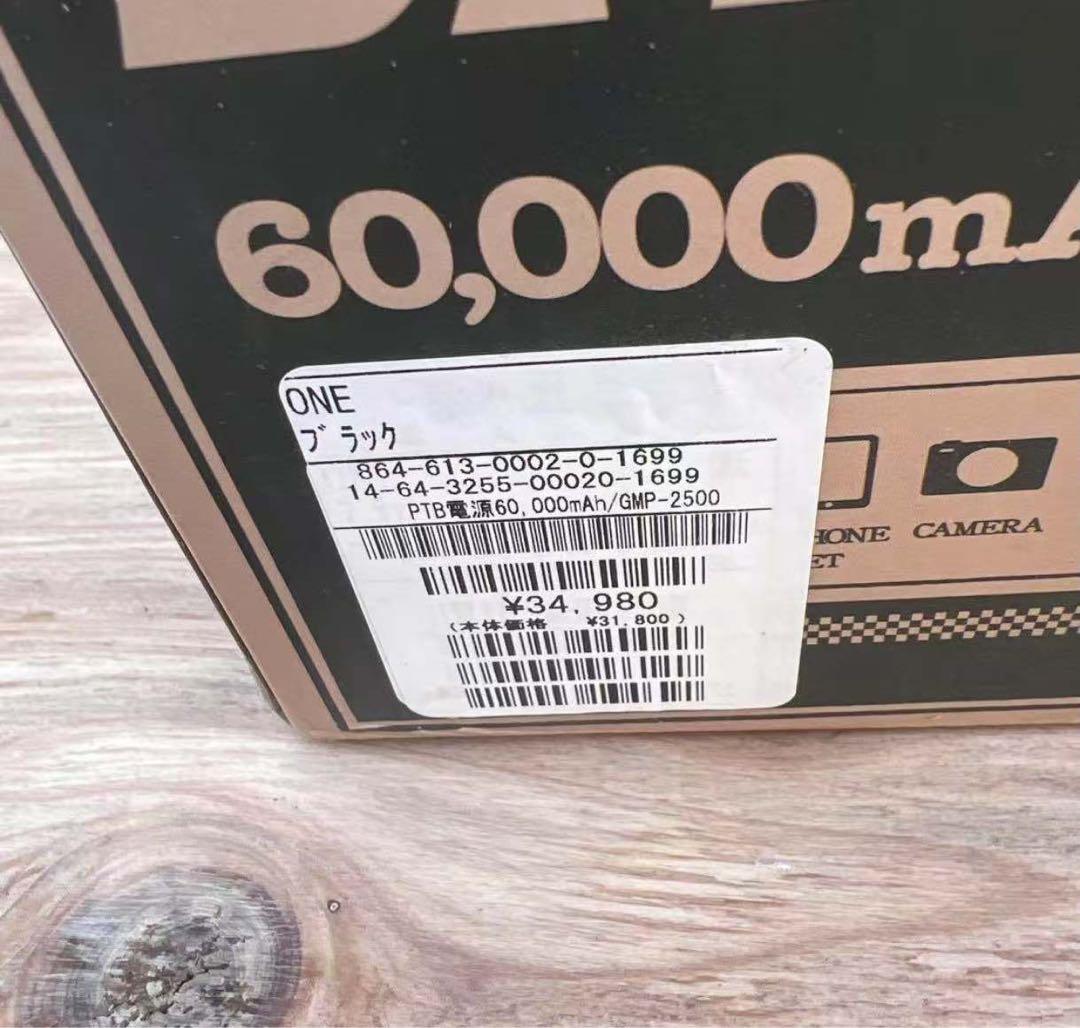 60,000mA
ONE
ブラック
864-613-0002-0-1699
14-64-3255-00020-1699
PTB電源60,000mAh/GMP-2500
¥34,980
(本体価格 ¥31,800)
HONE
CAMERA
ET